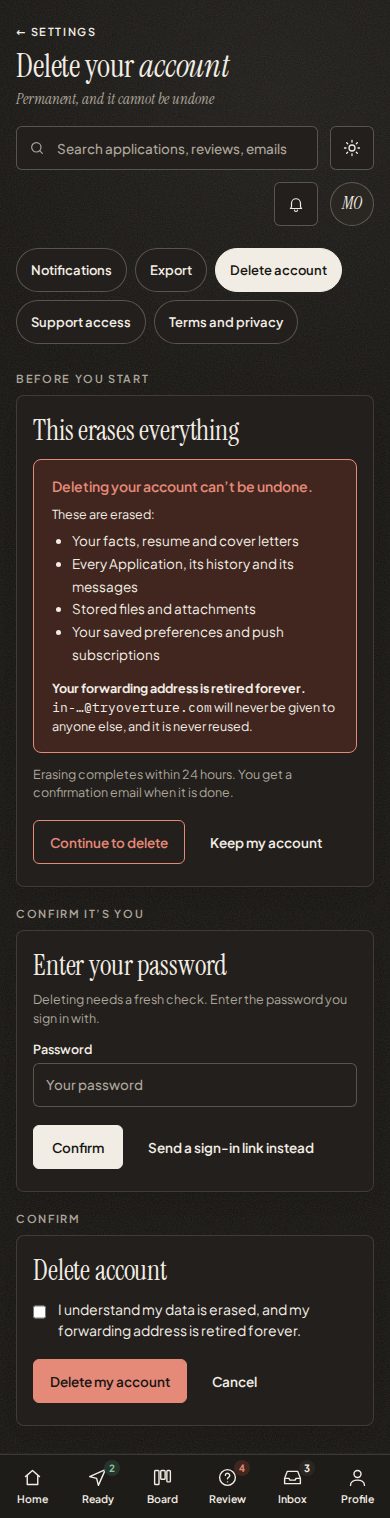 ← SETTINGS
Delete your account
Permanent, and it cannot be undone
Search applications, reviews, emails
MO
Notifications
Export
Delete account
Support access
Terms and privacy
BEFORE YOU START
This erases everything
Deleting your account can't be undone.
These are erased:
• Your facts, resume and cover letters
• Every Application, its history and its
messages
• Stored files and attachments
• Your saved preferences and push
subscriptions
Your forwarding address is retired forever.
in-…@tryoverture.com will never be given to
anyone else, and it is never reused.
Erasing completes within 24 hours. You get a
confirmation email when it is done.
Continue to delete
Keep my account
CONFIRM IT'S YOU
Enter your password
Deleting needs a fresh check. Enter the password you
sign in with.
Password
Your password
Confirm
Send a sign-in link instead
CONFIRM
Delete account
I understand my data is erased, and my
forwarding address is retired forever.
Delete my account
Cancel
2
4
3
Home
Ready
Board
Review
Inbox
Profile